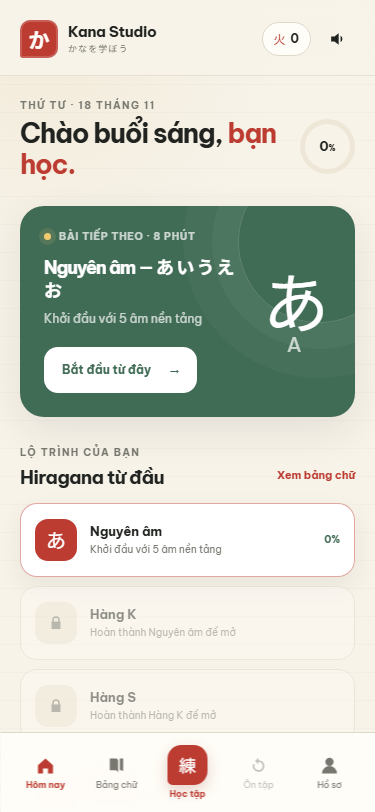 か
Kana Studio
かなを学ぼう
火 0
THỨ TƯ · 18 THÁNG 11
Chào buổi sáng, bạn
học.
0%
BÀI TIẾP THEO · 8 PHÚT
Nguyên âm — あいうえ
お
Khởi đầu với 5 âm nền tảng
Bắt đầu từ đây →
あ
A
LỘ TRÌNH CỦA BẠN
Hiragana từ đầu
Xem bảng chữ
あ
Nguyên âm
Khởi đầu với 5 âm nền tảng
0%
Hàng K
Hoàn thành Nguyên âm để mở
Hàng S
Hoàn thành Hàng K để mở
Hôm nay
Bảng chữ
練
Học tập
Ôn tập
Hồ sơ